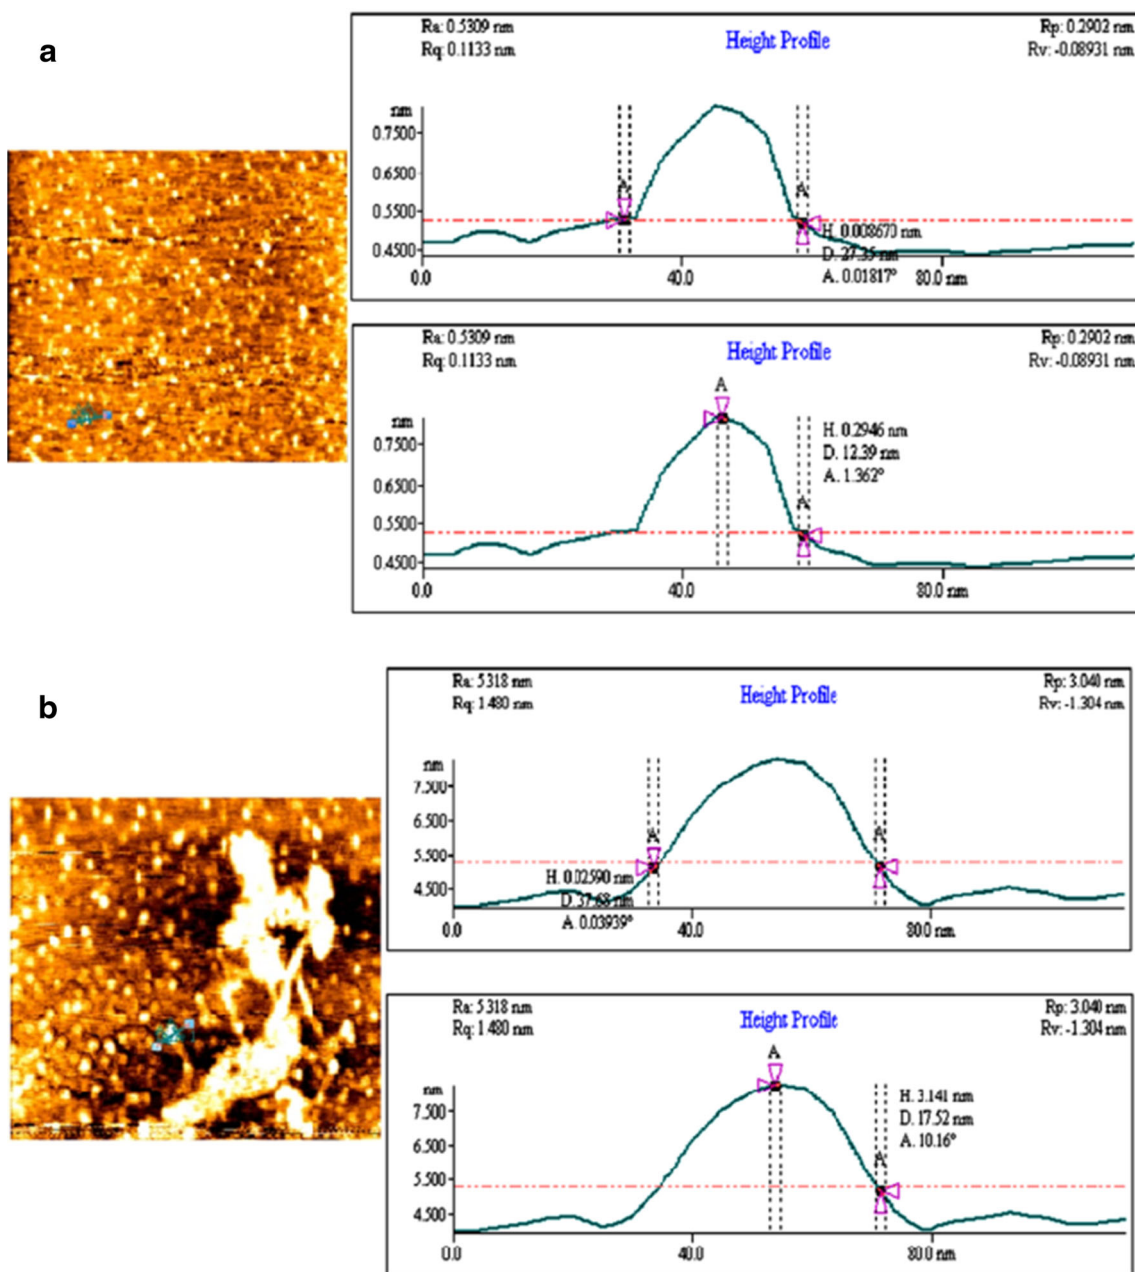 a
Ra: 0.5309 nm
Rq: 0.1133 nm
Height Profile
Rp: 0.2902 nm
Rv: -0.08931 nm
nm
0.7500
0.6500
0.5500
0.4500
A
A
H. 0.008670 nm
D. 27.35 nm
A. 0.01817°
0.0
40.0
80.0 nm
Ra: 0.5309 nm
Rq: 0.1133 nm
Height Profile
Rp: 0.2902 nm
Rv: -0.08931 nm
nm
0.7500
0.6500
0.5500
0.4500
A
A
H. 0.2946 nm
D. 12.39 nm
A. 1.362°
0.0
40.0
80.0 nm
b
Ra: 5.318 nm
Rq: 1.480 nm
Height Profile
Rp: 3.040 nm
Rv: -1.304 nm
nm
7.500
6.500
5.500
4.500
A
A
H. 0.02590 nm
D. 37.68 nm
A. 0.03939°
0.0
40.0
80.0 nm
Ra: 5.318 nm
Rq: 1.480 nm
Height Profile
Rp: 3.040 nm
Rv: -1.304 nm
nm
7.500
6.500
5.500
4.500
A
A
H. 3.141 nm
D. 17.52 nm
A. 10.16°
0.0
40.0
80.0 nm